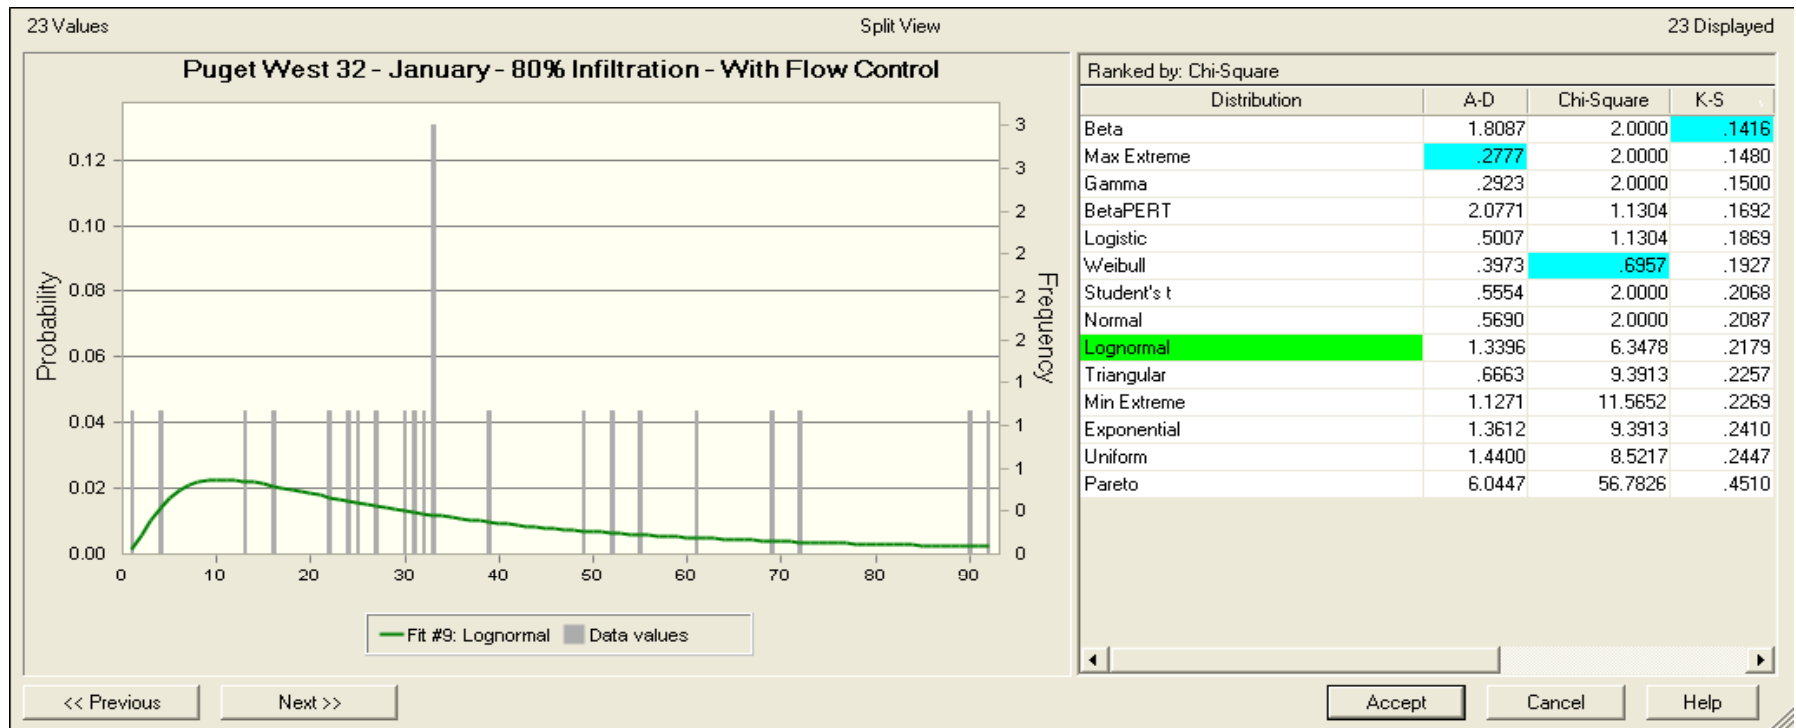 23 Values Split View 23 Displayed
Puget West 32 - January - 80% Infiltration - With Flow Control
Probability
0.12
0.10
0.08
0.06
0.04
0.02
0.00
3
3
2
2
2
2
1
1
1
0
0
Frequency
0 10 20 30 40 50 60 70 80 90
Fit #9: Lognormal Data values
Ranked by: Chi-Square
Distribution A-D Chi-Square K-S
Beta 1.8087 2.0000 .1416
Max Extreme .2777 2.0000 .1480
Gamma .2923 2.0000 .1500
BetaPERT 2.0771 1.1304 .1692
Logistic .5007 1.1304 .1869
Weibull .3973 .6957 .1927
Student's t .5554 2.0000 .2068
Normal .5690 2.0000 .2087
Lognormal 1.3396 6.3478 .2179
Triangular .6663 9.3913 .2257
Min Extreme 1.1271 11.5652 .2269
Exponential 1.3612 9.3913 .2410
Uniform 1.4400 8.5217 .2447
Pareto 6.0447 56.7826 .4510
<< Previous Next >> Accept Cancel Help